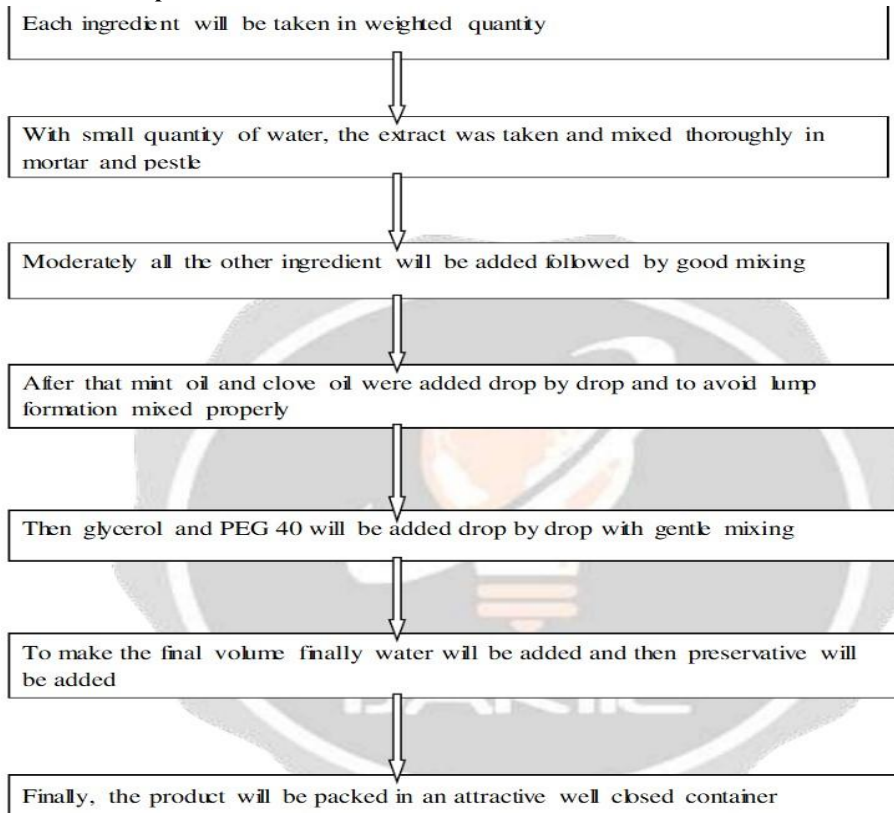 Each ingredient will be taken in weighted quantity
With small quantity of water, the extract was taken and mixed thoroughly in
mortar and pestle
Moderately all the other ingredient will be added followed by good mixing
After that mint oil and clove oil were added drop by drop and to avoid lump
formation mixed properly
Then glycerol and PEG 40 will be added drop by drop with gentle mixing
To make the final volume finally water will be added and then preservative will
be added
Finally, the product will be packed in an attractive well closed container